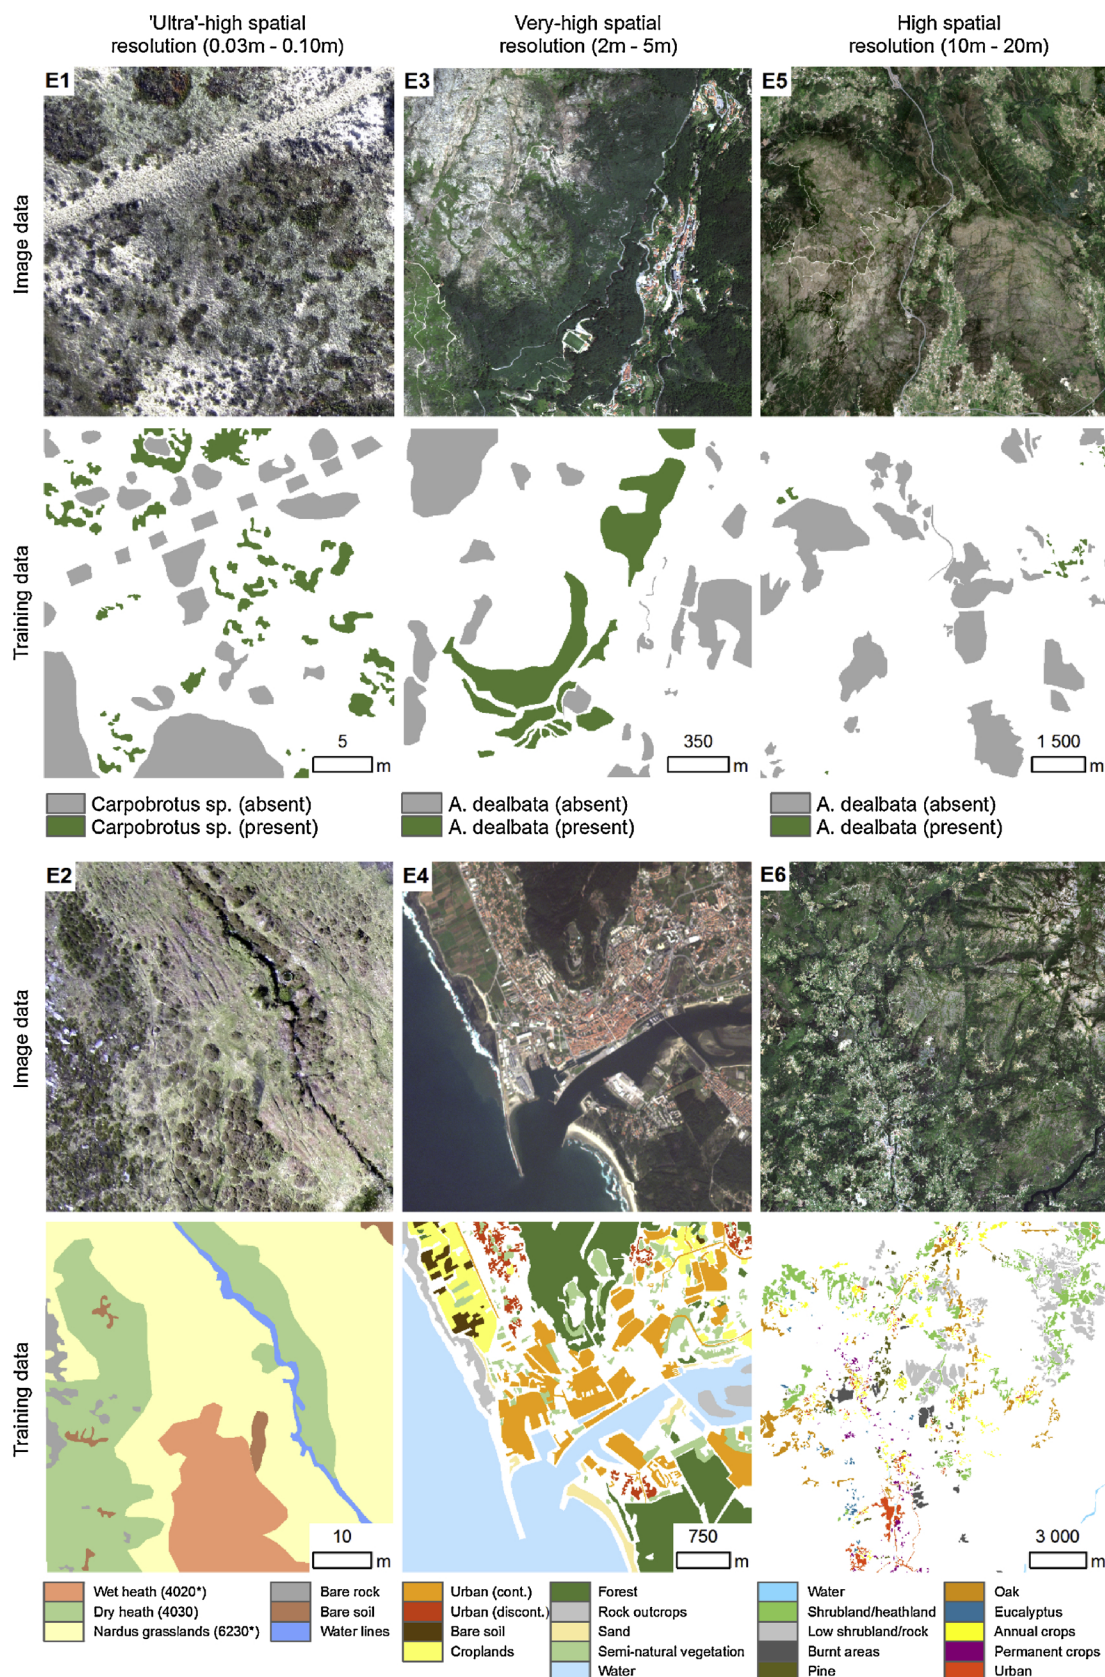 'Ultra'-high spatial
resolution (0.03m - 0.10m)
Very-high spatial
resolution (2m - 5m)
High spatial
resolution (10m - 20m)
Image data
E1
E3
E5
Training data
5
m
350
m
1 500
m
Carpobrotus sp. (absent)
Carpobrotus sp. (present)
A. dealbata (absent)
A. dealbata (present)
A. dealbata (absent)
A. dealbata (present)
Image data
E2
E4
E6
Training data
10
m
750
m
3 000
m
Wet heath (4020*)
Dry heath (4030)
Nardus grasslands (6230*)
Bare rock
Bare soil
Water lines
Urban (cont.)
Urban (discont.)
Bare soil
Croplands
Forest
Rock outcrops
Sand
Semi-natural vegetation
Water
Water
Shrubland/heathland
Low shrubland/rock
Burnt areas
Pine
Oak
Eucalyptus
Annual crops
Permanent crops
Urban